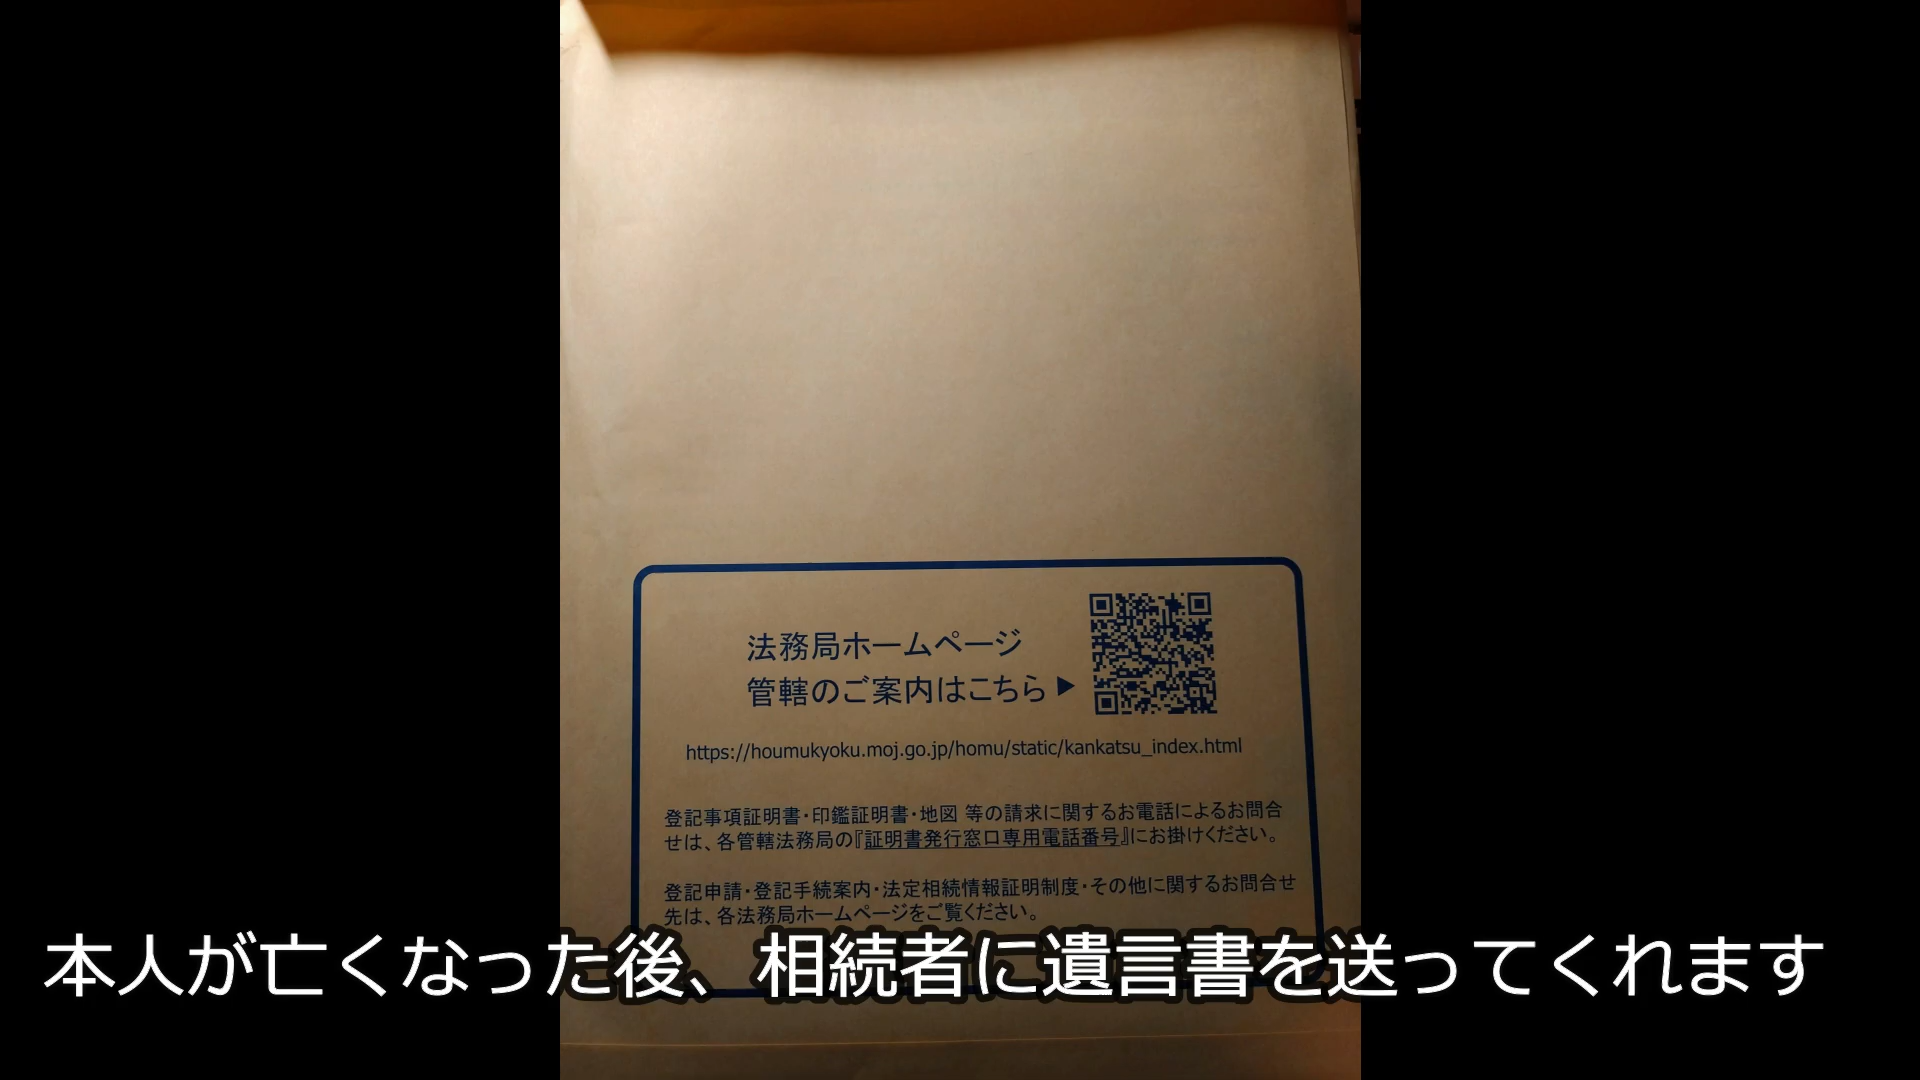 法務局ホームページ
管轄のご案内はこちら▶
https://houmukyoku.moj.go.jp/homu/static/kankatsu_index.html
登記事項証明書・印鑑証明書・地図 等の請求に関するお電話によるお問合
せは、各管轄法務局の『証明書発行窓口専用電話番号』にお掛けください。
登記申請・登記手続案内・法定相続情報証明制度・その他に関するお問合せ
先は、各法務局ホームページをご覧ください。
本人が亡くなった後、相続者に遺言書を送ってくれます